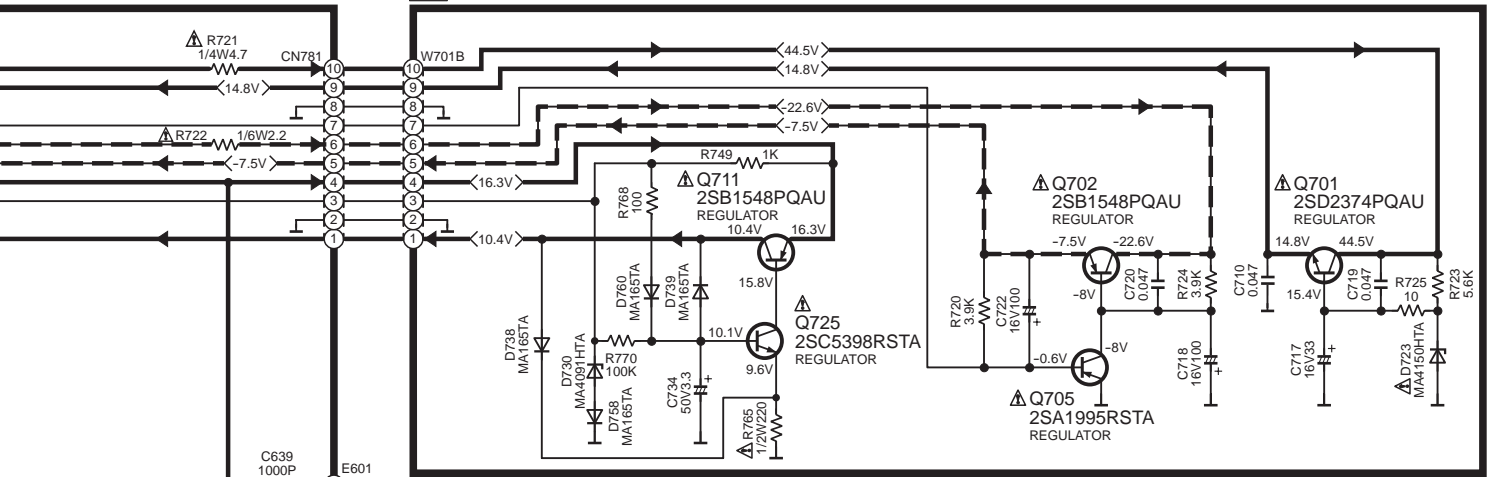 R721
1/4W4.7
CN781
W701B
10
10
44.5V
14.8V
9
9
14.8V
8
8
7
7
-22.6V
R722
1/6W2.2
6
6
-7.5V
-7.5V
5
5
R749
1K
4
4
16.3V
3
3
2
2
1
1
10.4V
R768
100
Q711
2SB1548PQAU
REGULATOR
10.4V
16.3V
15.8V
Q702
2SB1548PQAU
REGULATOR
-7.5V
-22.6V
-8V
Q701
2SD2374PQAU
REGULATOR
14.8V
44.5V
15.4V
D760
MA165TA
D739
MA165TA
Q725
2SC5398RSTA
REGULATOR
10.1V
9.6V
D738
MA165TA
D730
MA4091HTA
R770
100K
D758
MA165TA
C734
50V3.3
+
R765
1/2W220
R720
3.9K
C722
16V100
+
C720
0.047
R724
3.9K
C710
0.047
C719
0.047
R725
10
R723
5.6K
-0.6V
-8V
C718
16V100
+
C717
16V33
+
D723
MA4150HTA
Q705
2SA1995RSTA
REGULATOR
C639
1000P
E601